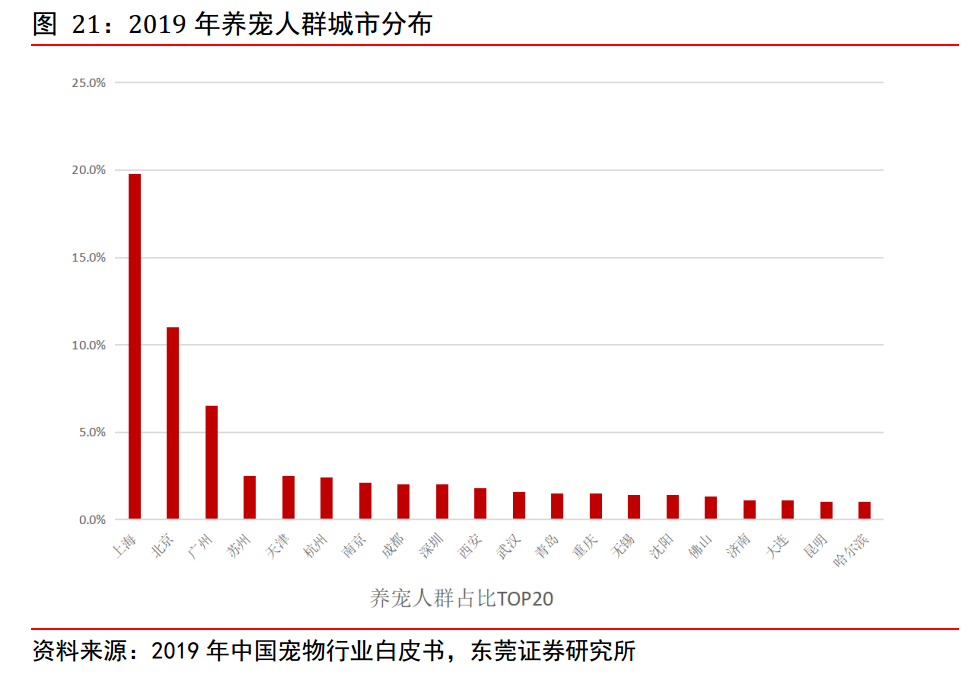 图 21：2019 年养宠人群城市分布
25.0%
20.0%
15.0%
10.0%
5.0%
0.0%
上海 北京 广州 苏州 天津 杭州 南京 成都 深圳 西安 武汉 青岛 重庆 无锡 沈阳 佛山 济南 大连 昆明 哈尔滨
养宠人群占比TOP20
资料来源：2019 年中国宠物行业白皮书，东莞证券研究所